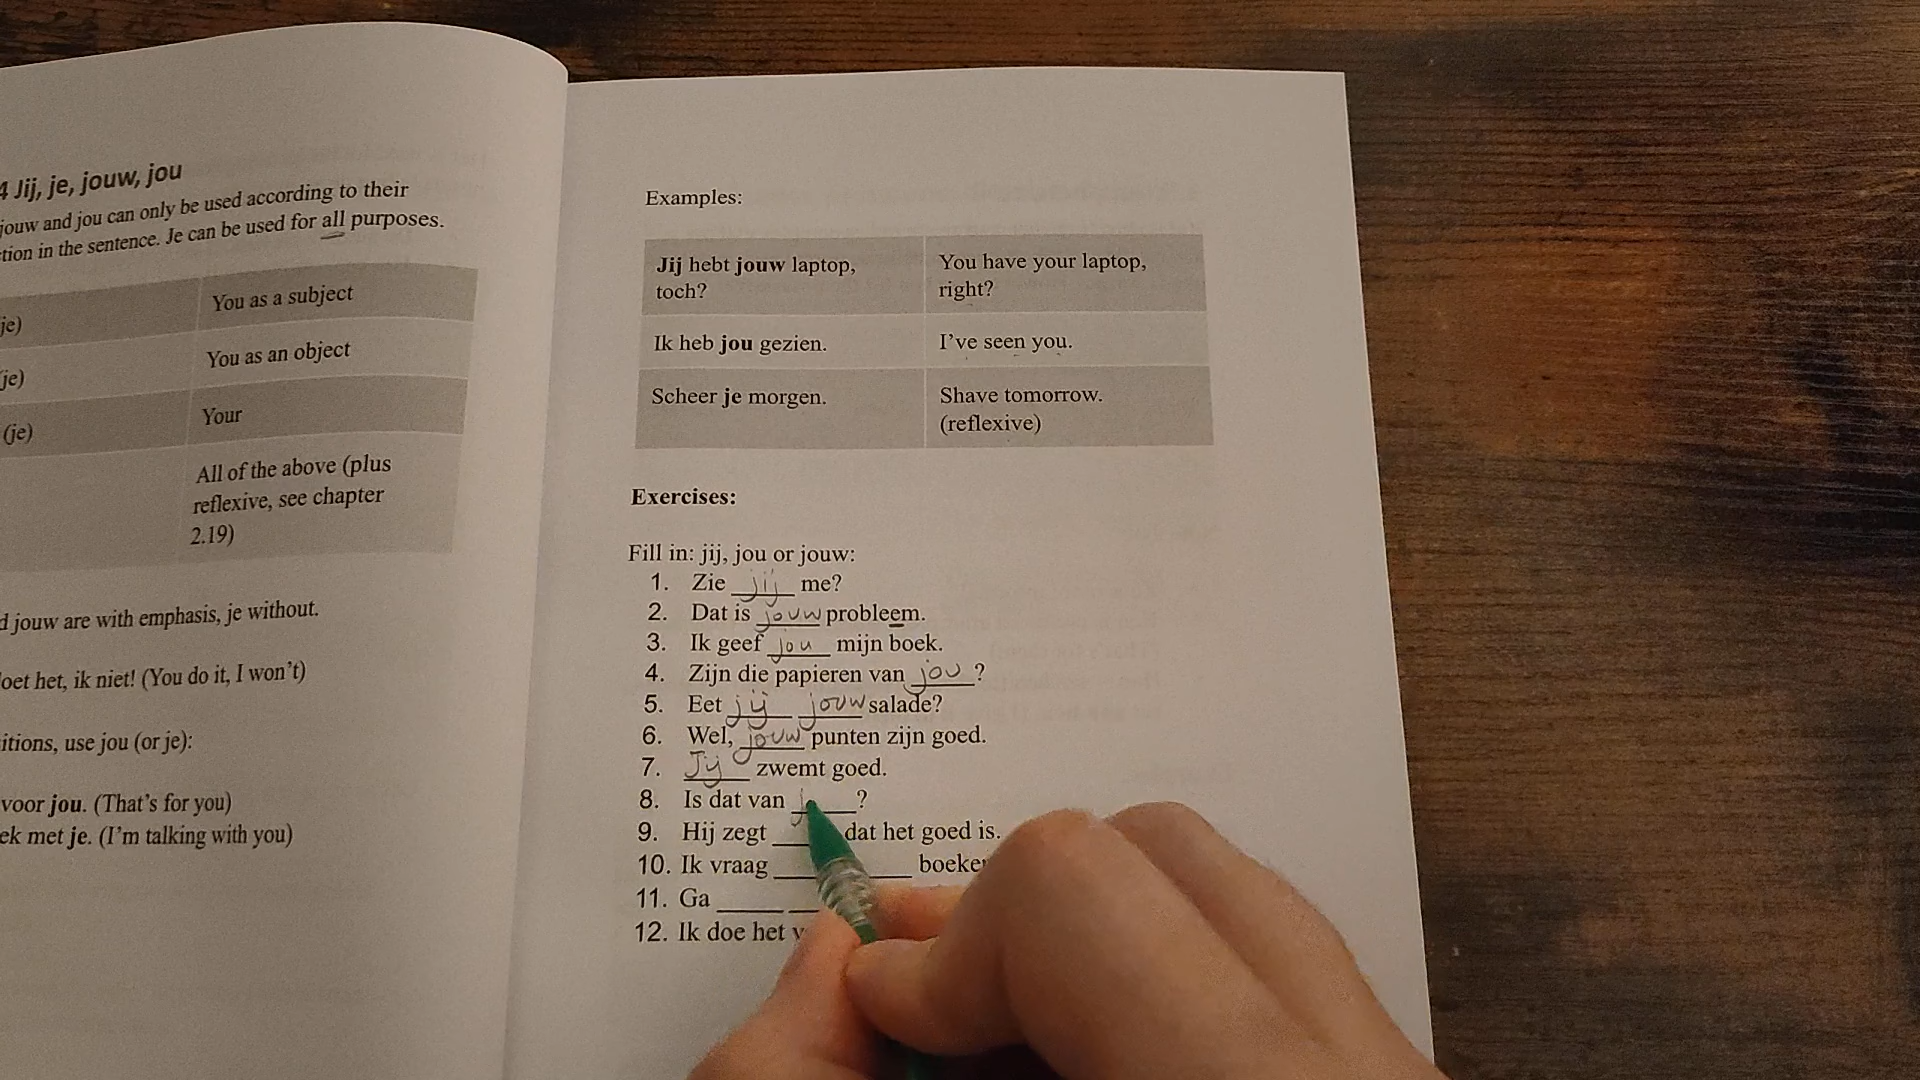 4 Jij, je, jouw, jou
jouw and jou can only be used according to their
tion in the sentence. Je can be used for all purposes.
je)
You as a subject
je)
You as an object
(je)
Your
All of the above (plus
reflexive, see chapter
2.19)
d jouw are with emphasis, je without.
oet het, ik niet! (You do it, I won't)
itions, use jou (or je):
voor jou. (That's for you)
ek met je. (I'm talking with you)
Examples:
Jij hebt jouw laptop,
toch?
You have your laptop,
right?
Ik heb jou gezien.
I've seen you.
Scheer je morgen.
Shave tomorrow.
(reflexive)
Exercises:
Fill in: jij, jou or jouw:
1. Zie jij me?
2. Dat is jouw probleem.
3. Ik geef jou mijn boek.
4. Zijn die papieren van jou?
5. Eet jij jouw salade?
6. Wel, jouw punten zijn goed.
7. Jij zwemt goed.
8. Is dat van j ?
9. Hij zegt ___ dat het goed is.
10. Ik vraag ___ ___ boeke
11. Ga ___ ___
12. Ik doe het v